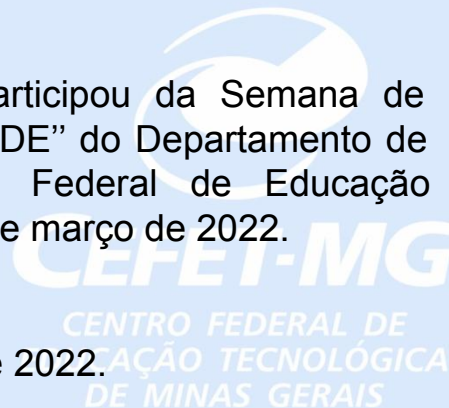 articipou da Semana de
DE’’ do Departamento de
Federal de Educação
e março de 2022.
CEFET-MG
CENTRO FEDERAL DE
EDUCAÇÃO TECNOLÓGICA
e 2022.
DE MINAS GERAIS